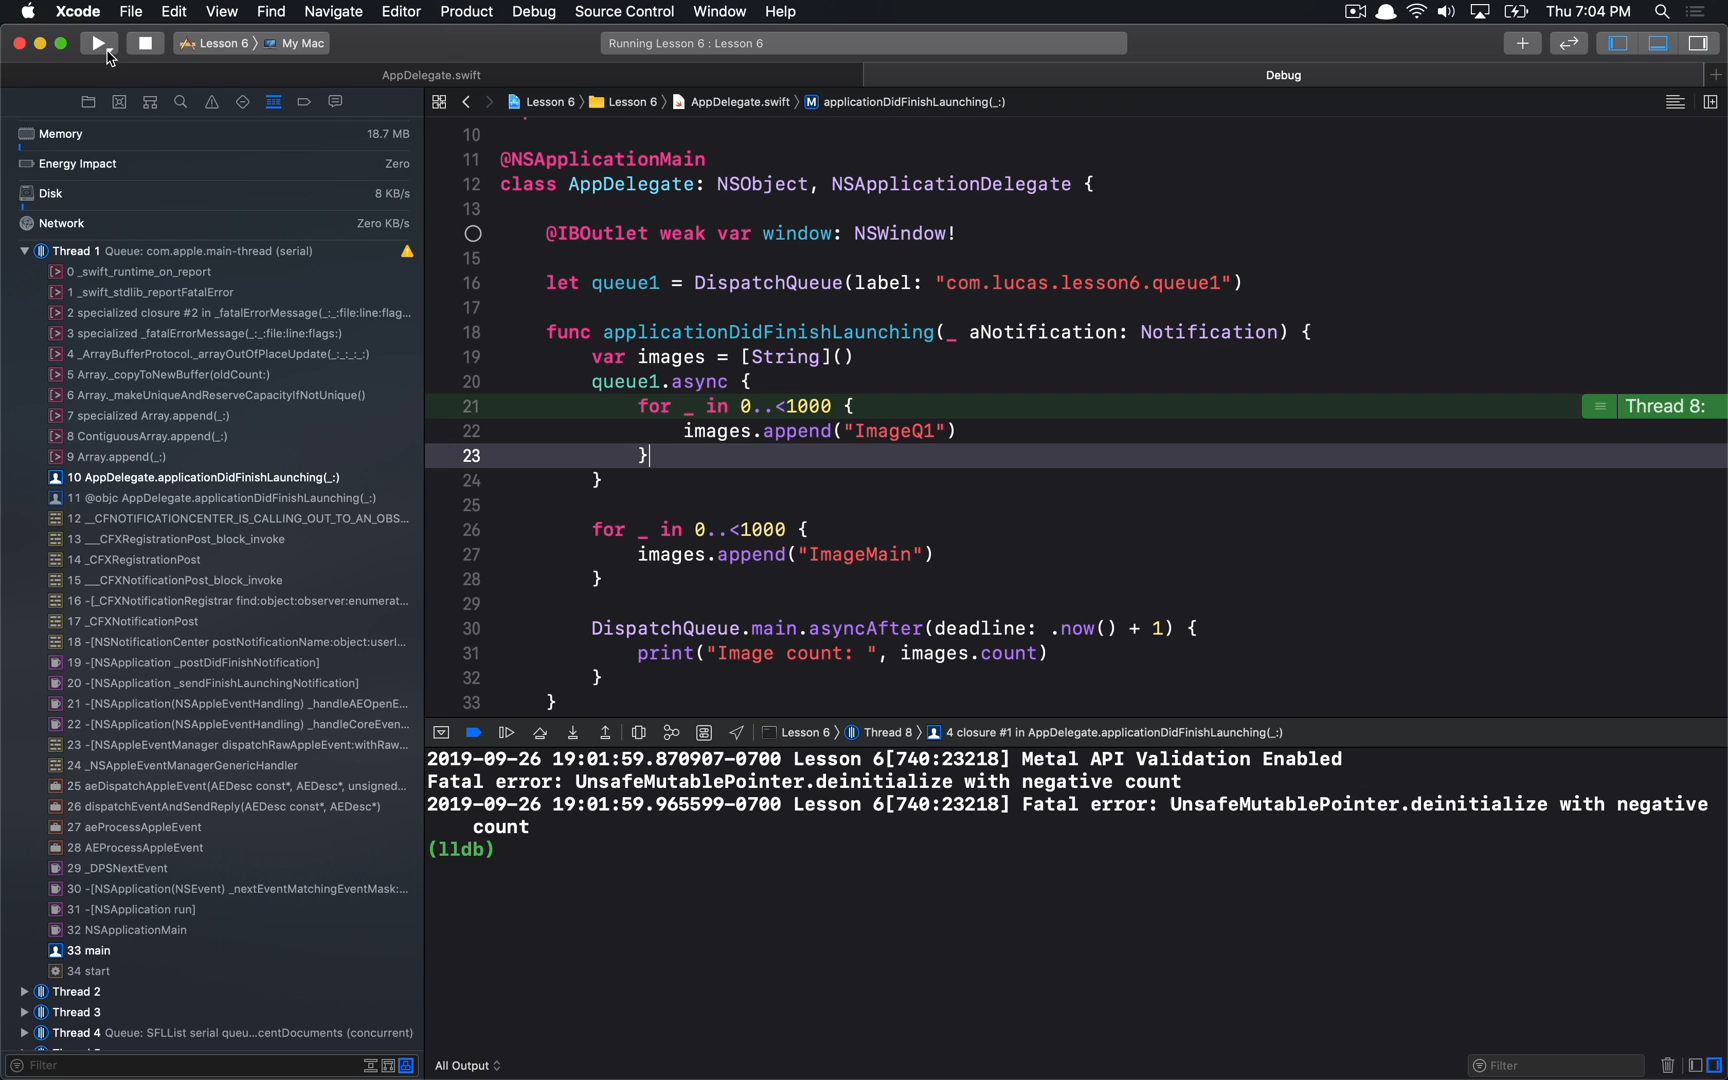 Xcode File Edit View Find Navigate Editor Product Debug Source Control Window Help Thu 7:04 PM
Lesson 6 My Mac Running Lesson 6 : Lesson 6
AppDelegate.swift Debug
Lesson 6 Lesson 6 AppDelegate.swift M applicationDidFinishLaunching(_:)
Memory 18.7 MB
Energy Impact Zero
Disk 8 KB/s
Network Zero KB/s
Thread 1 Queue: com.apple.main-thread (serial)
0 _swift_runtime_on_report
1 _swift_stdlib_reportFatalError
2 specialized closure #2 in _fatalErrorMessage(_:_:file:line:flag...
3 specialized _fatalErrorMessage(_:_:file:line:flags:)
4 _ArrayBufferProtocol._arrayOutOfPlaceUpdate(_:_:_:_:)
5 Array._copyToNewBuffer(oldCount:)
6 Array._makeUniqueAndReserveCapacityIfNotUnique()
7 specialized Array.append(_:)
8 ContiguousArray.append(_:)
9 Array.append(_:)
10 AppDelegate.applicationDidFinishLaunching(_:)
11 @objc AppDelegate.applicationDidFinishLaunching(_:)
12 __CFNOTIFICATIONCENTER_IS_CALLING_OUT_TO_AN_OBS...
13 ___CFXRegistrationPost_block_invoke
14 _CFXRegistrationPost
15 ___CFXNotificationPost_block_invoke
16 -[_CFXNotificationRegistrar find:object:observer:enumerat...
17 _CFXNotificationPost
18 -[NSNotificationCenter postNotificationName:object:userI...
19 -[NSApplication _postDidFinishNotification]
20 -[NSApplication _sendFinishLaunchingNotification]
21 -[NSApplication(NSAppleEventHandling) _handleAEOpenE...
22 -[NSApplication(NSAppleEventHandling) _handleCoreEven...
23 -[NSAppleEventManager dispatchRawAppleEvent:withRaw...
24 _NSAppleEventManagerGenericHandler
25 aeDispatchAppleEvent(AEDesc const*, AEDesc*, unsigned...
26 dispatchEventAndSendReply(AEDesc const*, AEDesc*)
27 aeProcessAppleEvent
28 AEProcessAppleEvent
29 _DPSNextEvent
30 -[NSApplication(NSEvent) _nextEventMatchingEventMask:...
31 -[NSApplication run]
32 NSApplicationMain
33 main
34 start
Thread 2
Thread 3
Thread 4 Queue: SFLList serial queu...centDocuments (concurrent)
Filter
10
11 @NSApplicationMain
12 class AppDelegate: NSObject, NSApplicationDelegate {
13
@IBOutlet weak var window: NSWindow!
15
16 let queue1 = DispatchQueue(label: "com.lucas.lesson6.queue1")
17
18 func applicationDidFinishLaunching(_ aNotification: Notification) {
19 var images = [String]()
20 queue1.async {
21 for _ in 0..<1000 { Thread 8:
22 images.append("ImageQ1")
23 }
24 }
25
26 for _ in 0..<1000 {
27 images.append("ImageMain")
28 }
29
30 DispatchQueue.main.asyncAfter(deadline: .now() + 1) {
31 print("Image count: ", images.count)
32 }
33 }
Lesson 6 Thread 8 4 closure #1 in AppDelegate.applicationDidFinishLaunching(_:)
2019-09-26 19:01:59.870907-0700 Lesson 6[740:23218] Metal API Validation Enabled
Fatal error: UnsafeMutablePointer.deinitialize with negative count
2019-09-26 19:01:59.965599-0700 Lesson 6[740:23218] Fatal error: UnsafeMutablePointer.deinitialize with negative
count
(lldb)
All Output Filter